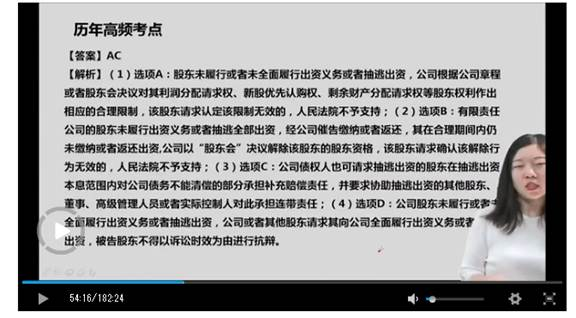 历年高频考点
【答案】AC
【解析】（1）选项A：股东未履行或者未全面履行出资义务或者抽逃出资，公司根据公司章程
或者股东会决议对其利润分配请求权、新股优先认购权、剩余财产分配请求权等股东权利作出
相应的合理限制，该股东请求认定该限制无效的，人民法院不予支持；（2）选项B：有限责任
公司的股东未履行出资义务或者抽逃全部出资，经公司催告缴纳或者返还，其在合理期间内仍
未缴纳或者返还出资,公司以“股东会”决议解除该股东的股东资格，该股东请求确认该解除行
为无效的，人民法院不予支持；（3）选项C：公司债权人也可请求抽逃出资的股东在抽逃出资
本息范围内对公司债务不能清偿的部分承担补充赔偿责任，并要求协助抽逃出资的其他股东、
董事、高级管理人员或者实际控制人对此承担连带责任；（4）选项D：公司股东未履行或者
全面履行出资义务或者抽逃出资，公司或者其他股东请求其向公司全面履行出资义务或者
出资，被告股东不得以诉讼时效为由进行抗辩。
54:16/182:24